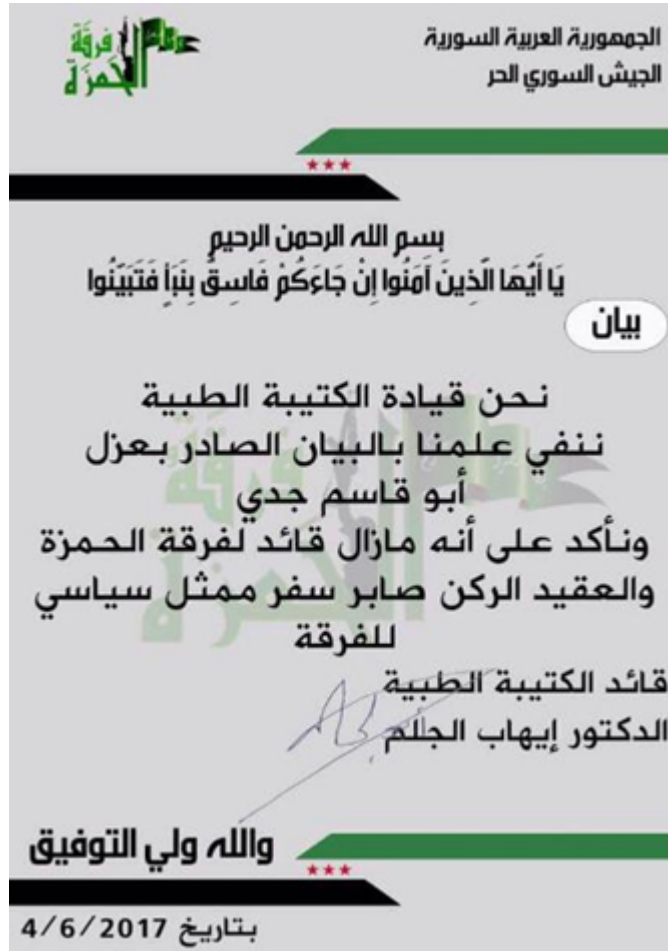 الجمهورية العربية السورية
الجيش السوري الحر
فرقة
الحمزة
بسم الله الرحمن الرحيم
يَا أَيُّهَا الَّذِينَ آمَنُوا إِنْ جَاءَكُمْ فَاسِقٌ بِنَبَأٍ فَتَبَيَّنُوا
بيان
نحن قيادة الكتيبة الطبية
ننفي علمنا بالبيان الصادر بعزل
أبو قاسم جدي
ونأكد على أنه مازال قائد لفرقة الحمزة
والعقيد الركن صابر سفر ممثل سياسي
للفرقة
قائد الكتيبة الطبية
الدكتور إيهاب الجلم
والله ولي التوفيق
بتاريخ 4/6/2017